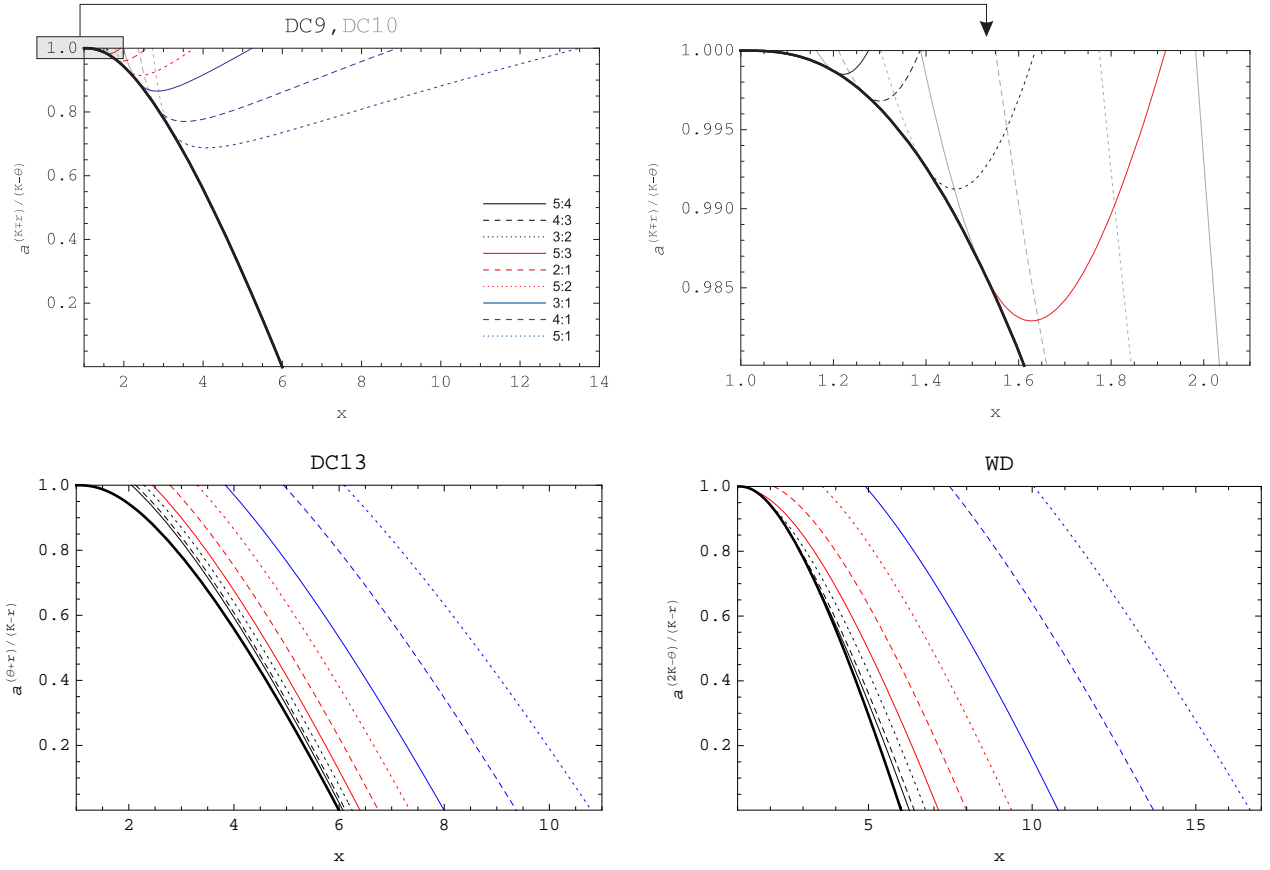 DC9,DC10
1.0
0.8
0.6
0.4
0.2
a(K∓r)/(K−θ)
2 4 6 8 10 12 14
x
5:4
4:3
3:2
5:3
2:1
5:2
3:1
4:1
5:1
1.000
0.995
0.990
0.985
a(K∓r)/(K−θ)
1.0 1.2 1.4 1.6 1.8 2.0
x
DC13
1.0
0.8
0.6
0.4
0.2
a(θ+r)/(K−r)
2 4 6 8 10
x
WD
1.0
0.8
0.6
0.4
0.2
a(2K−θ)/(K−r)
5 10 15
x